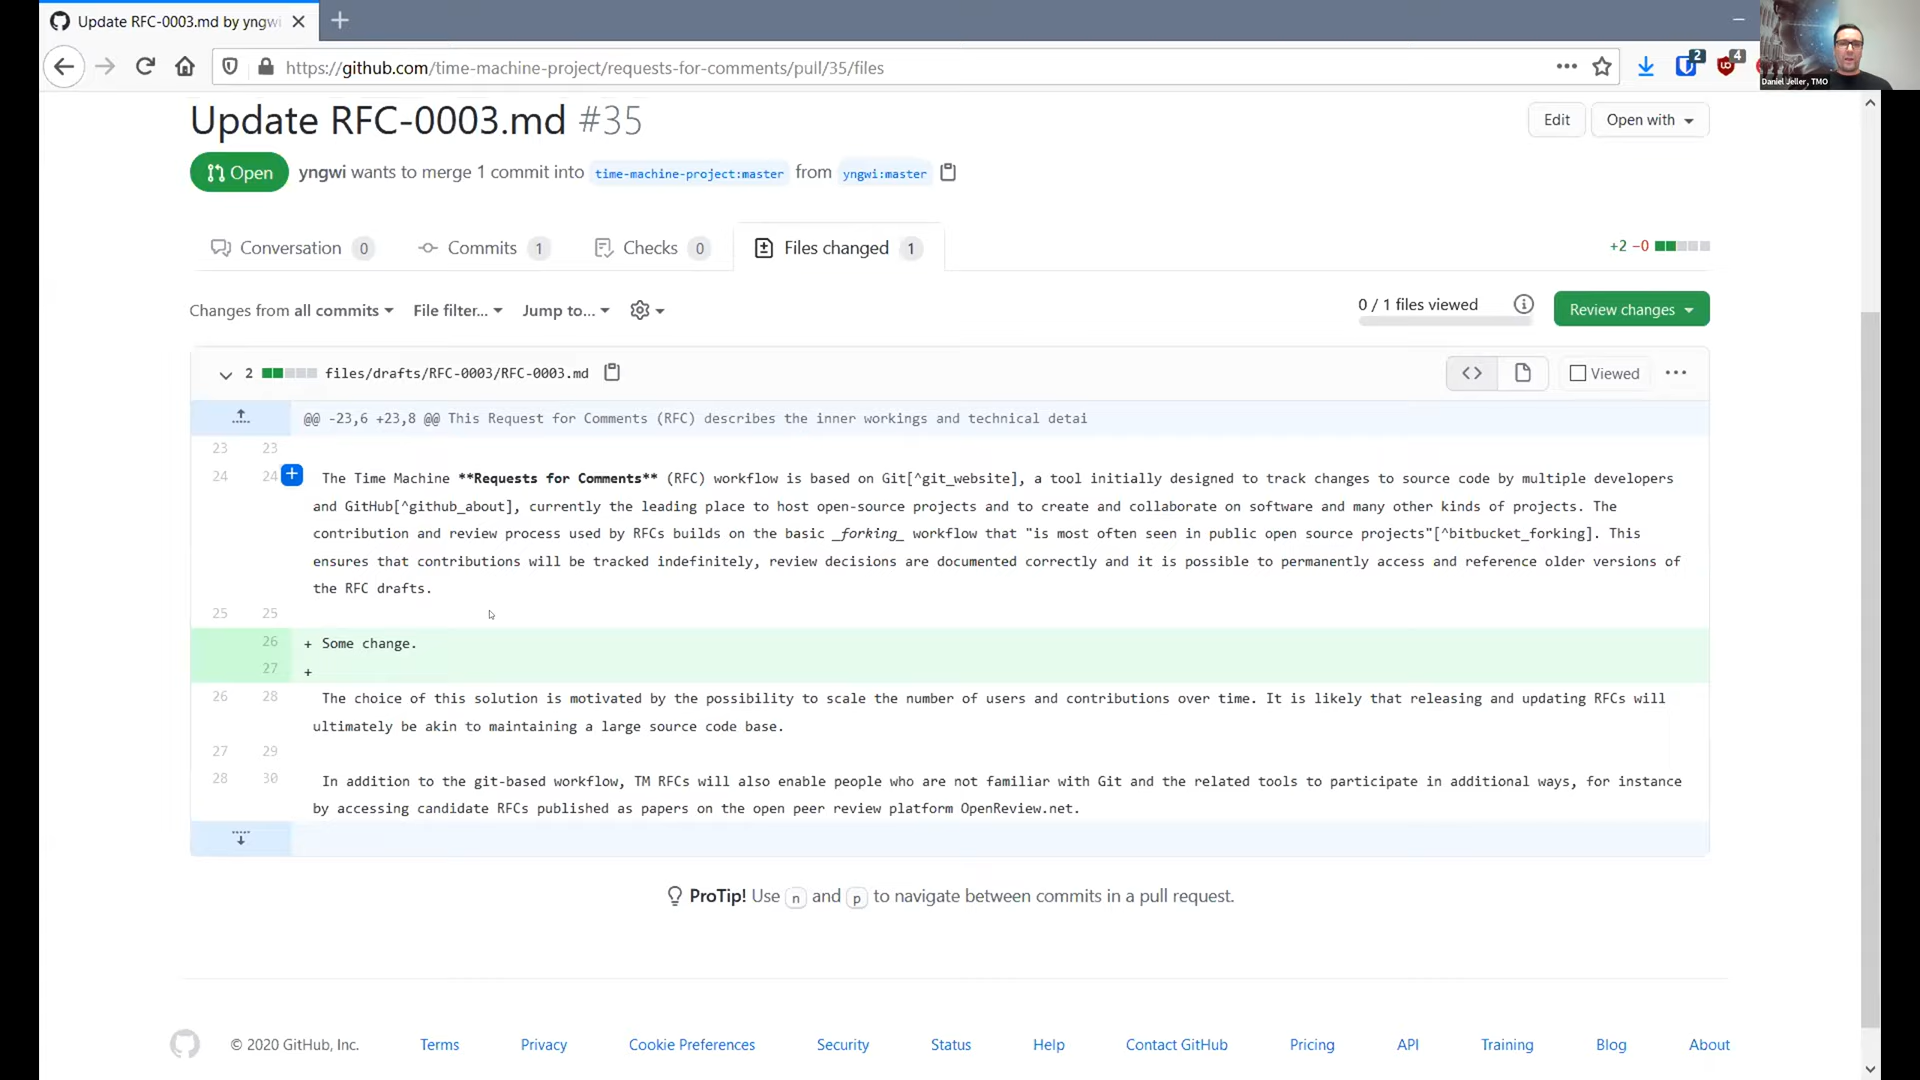 Update RFC-0003.md by yngwi
https://github.com/time-machine-project/requests-for-comments/pull/35/files
2
4
Daniel Jeller, TMO
Update RFC-0003.md #35
Edit
Open with
Open
yngwi wants to merge 1 commit into time-machine-project:master from yngwi:master
Conversation 0
Commits 1
Checks 0
Files changed 1
+2 −0
Changes from all commits
File filter...
Jump to...
0 / 1 files viewed
Review changes
2
files/drafts/RFC-0003/RFC-0003.md
<>
Viewed
@@ -23,6 +23,8 @@ This Request for Comments (RFC) describes the inner workings and technical detai
23 23
24 24 + The Time Machine **Requests for Comments** (RFC) workflow is based on Git[^git_website], a tool initially designed to track changes to source code by multiple developers
and GitHub[^github_about], currently the leading place to host open-source projects and to create and collaborate on software and many other kinds of projects. The
contribution and review process used by RFCs builds on the basic _forking_ workflow that "is most often seen in public open source projects"[^bitbucket_forking]. This
ensures that contributions will be tracked indefinitely, review decisions are documented correctly and it is possible to permanently access and reference older versions of
the RFC drafts.
25 25
26 + Some change.
27 +
26 28 The choice of this solution is motivated by the possibility to scale the number of users and contributions over time. It is likely that releasing and updating RFCs will
ultimately be akin to maintaining a large source code base.
27 29
28 30 In addition to the git-based workflow, TM RFCs will also enable people who are not familiar with Git and the related tools to participate in additional ways, for instance
by accessing candidate RFCs published as papers on the open peer review platform OpenReview.net.
ProTip! Use n and p to navigate between commits in a pull request.
© 2020 GitHub, Inc.
Terms
Privacy
Cookie Preferences
Security
Status
Help
Contact GitHub
Pricing
API
Training
Blog
About